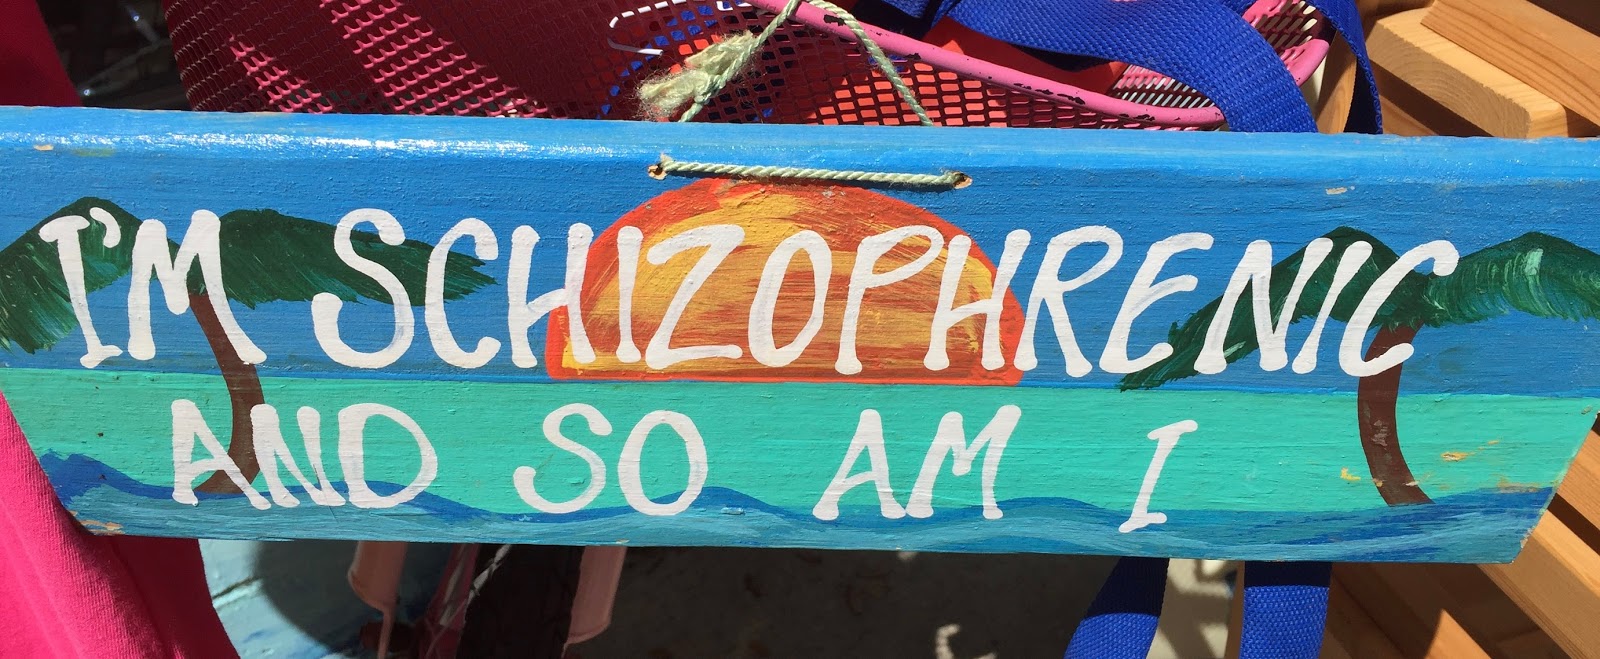 I'M SCHIZOPHRENIC
AND SO AM I